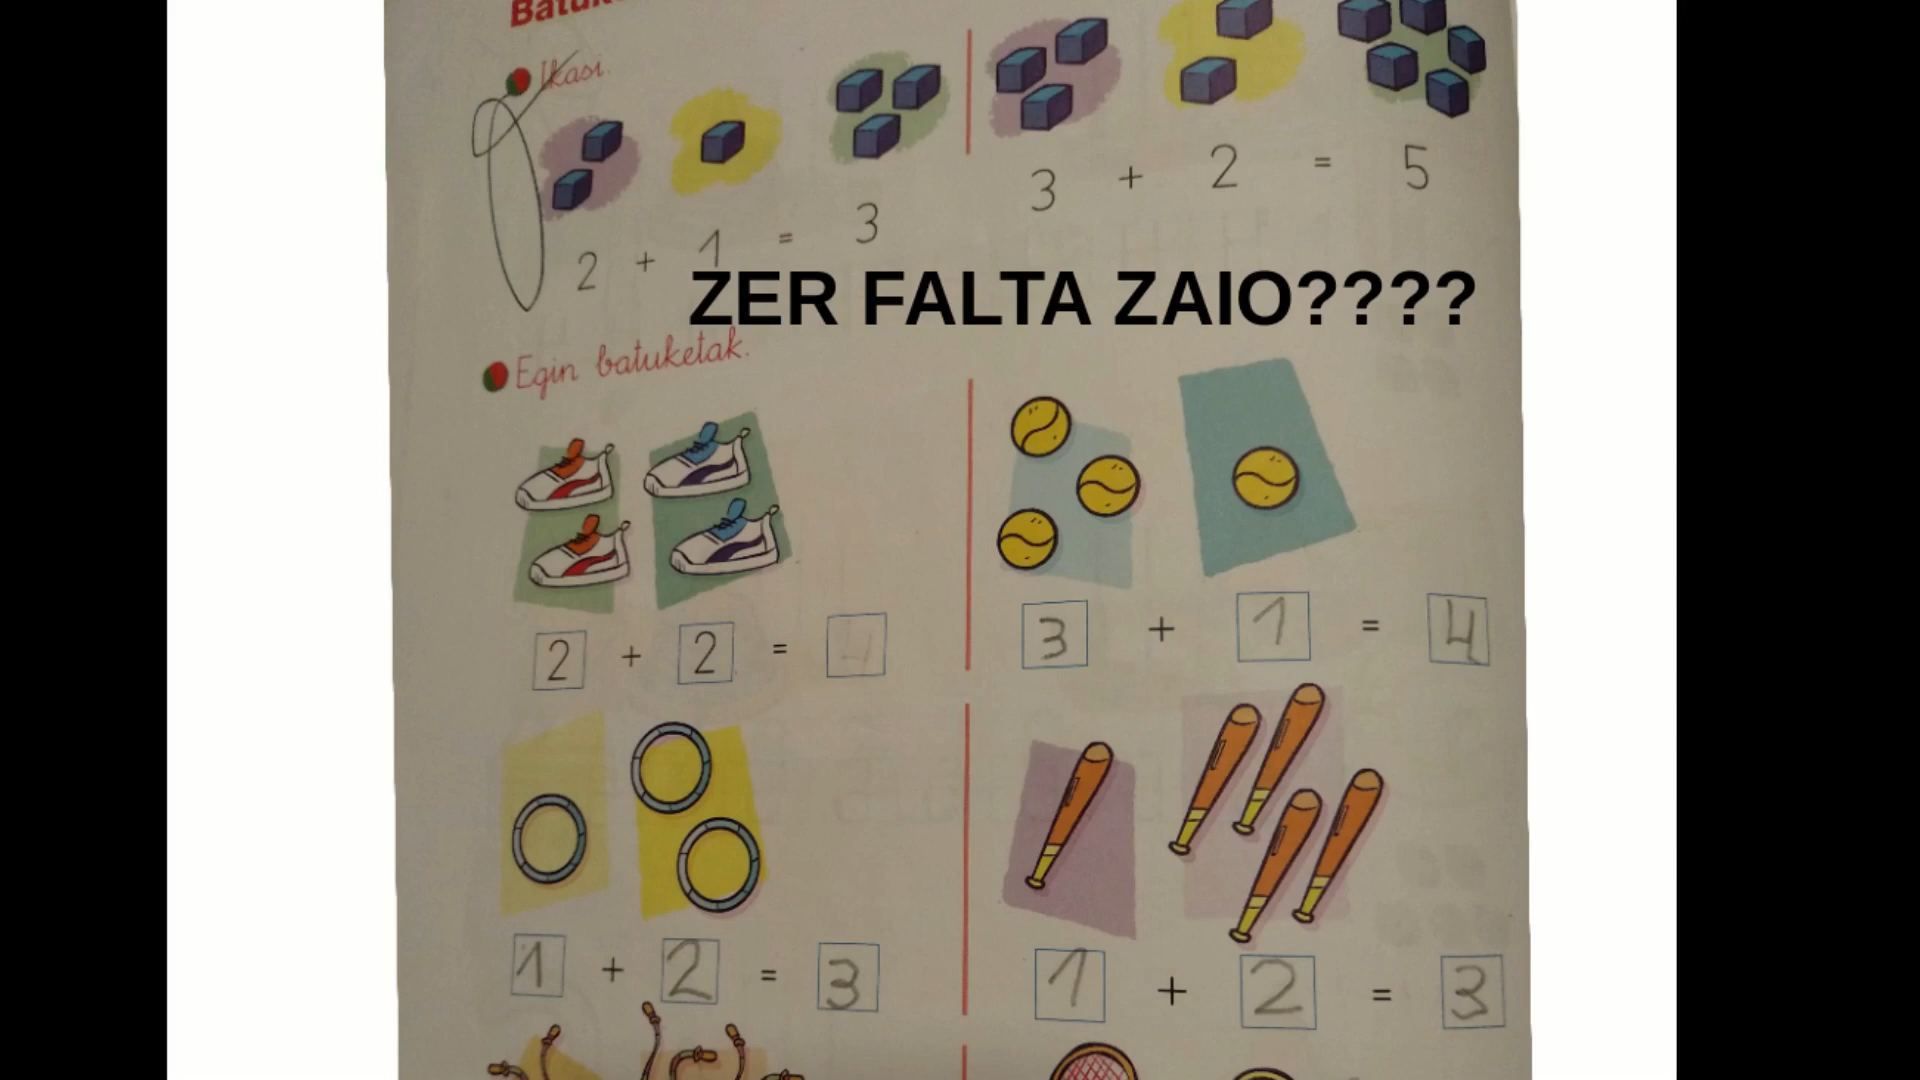 Ikasi.
2 + 1 = 3
3 + 2 = 5
ZER FALTA ZAIO????
Egin batuketak.
2 + 2 = 4
3 + 1 = 4
1 + 2 = 3
1 + 2 = 3